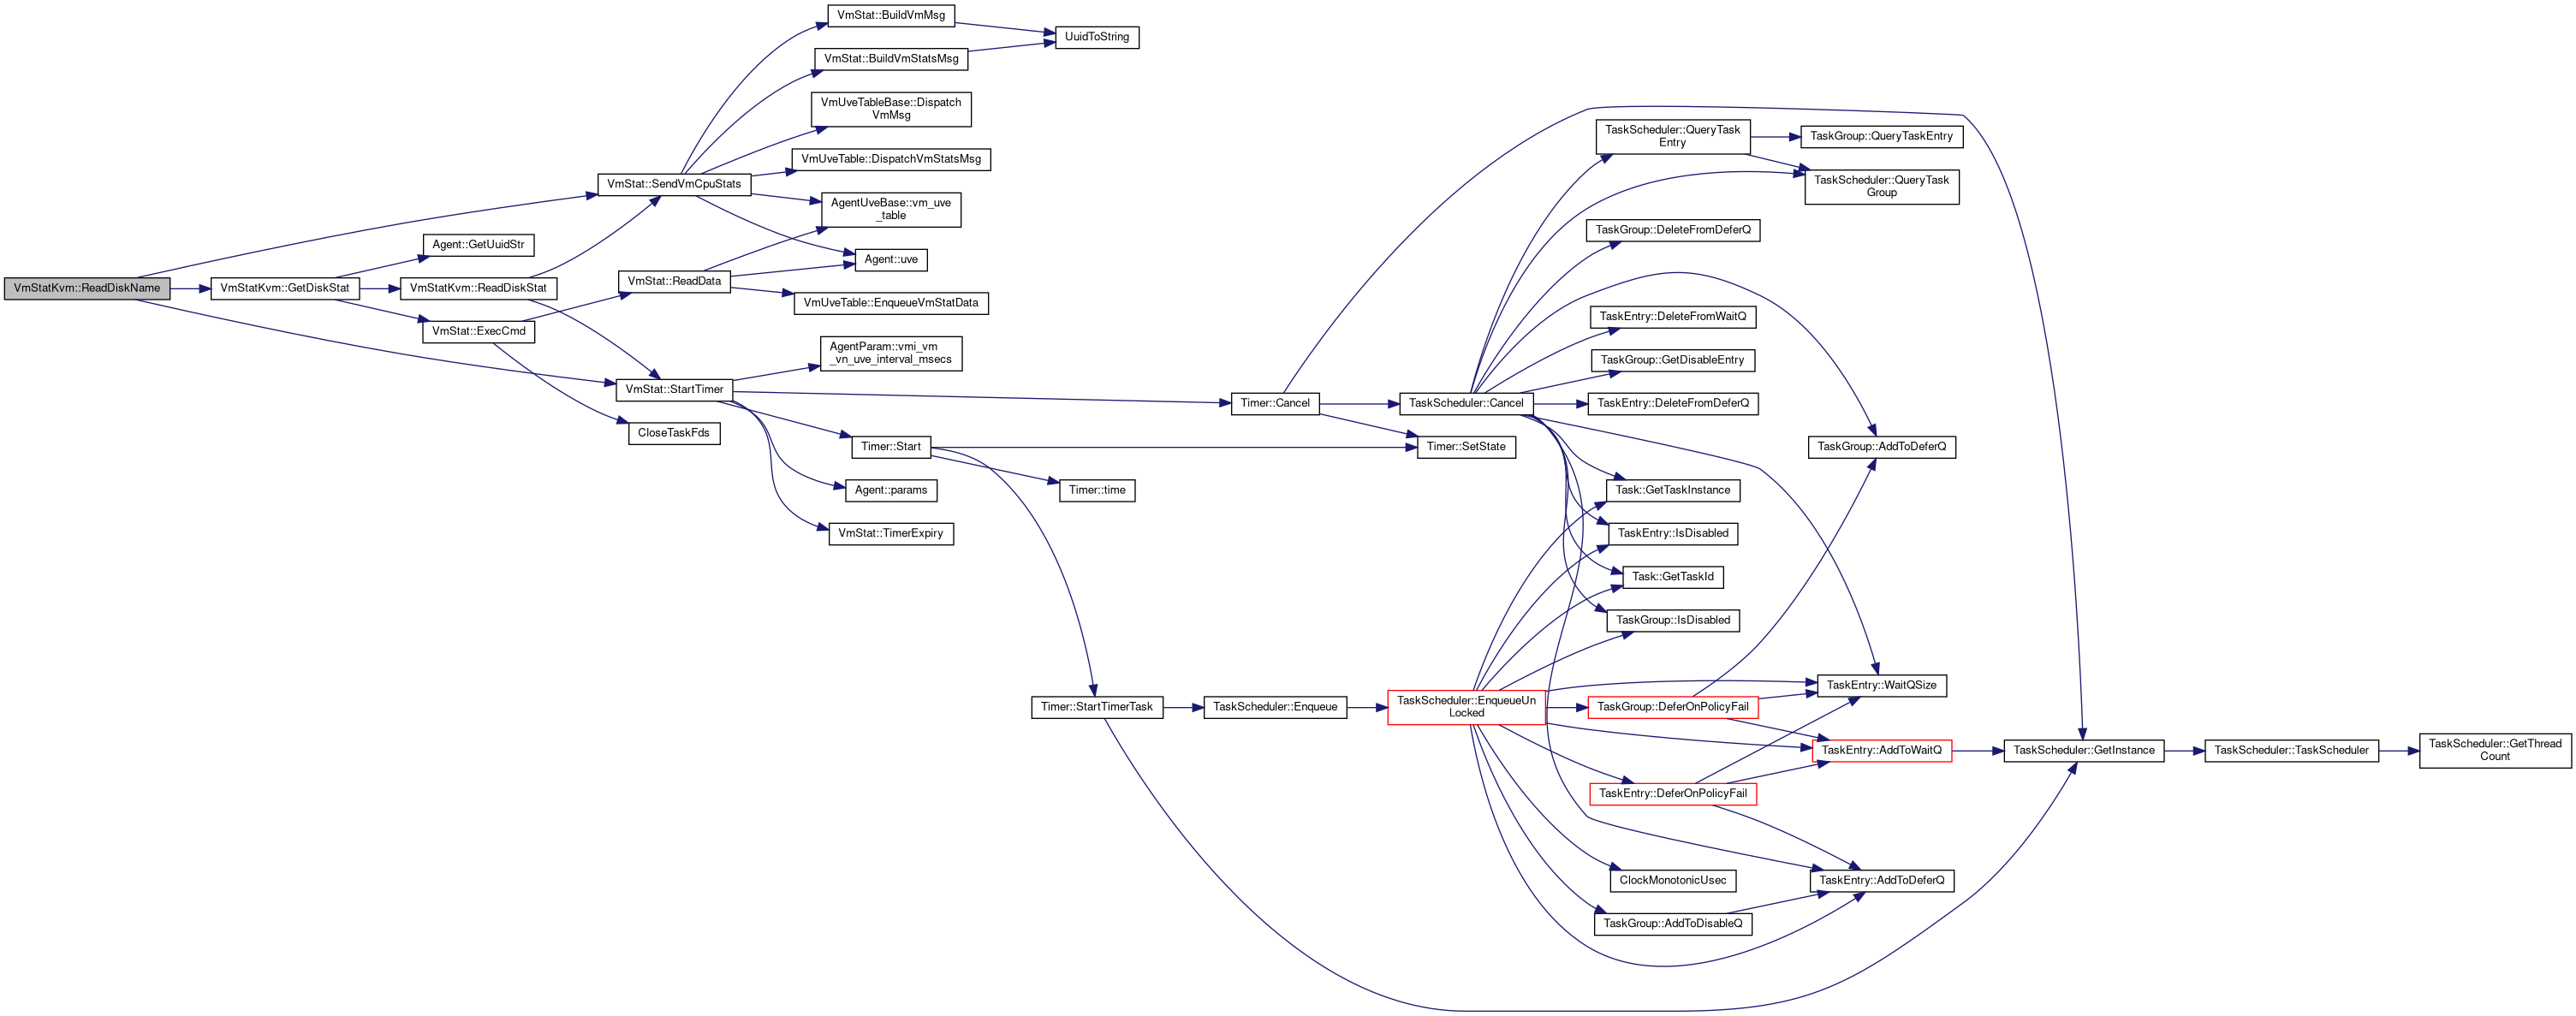 VmStat::BuildVmMsg
UuidToString
VmStat::BuildVmStatsMsg
VmUveTableBase::Dispatch
VmMsg
VmUveTable::DispatchVmStatsMsg
VmStat::SendVmCpuStats
AgentUveBase::vm_uve
_table
Agent::GetUuidStr
Agent::uve
VmStatKvm::ReadDiskName
VmStatKvm::GetDiskStat
VmStatKvm::ReadDiskStat
VmStat::ReadData
VmUveTable::EnqueueVmStatData
VmStat::ExecCmd
AgentParam::vmi_vm
_vn_uve_interval_msecs
VmStat::StartTimer
CloseTaskFds
Timer::Start
Agent::params
VmStat::TimerExpiry
Timer::Cancel
TaskScheduler::Cancel
Timer::SetState
Timer::time
Timer::StartTimerTask
TaskScheduler::Enqueue
TaskScheduler::EnqueueUn
Locked
TaskScheduler::QueryTask
Entry
TaskGroup::QueryTaskEntry
TaskScheduler::QueryTask
Group
TaskGroup::DeleteFromDeferQ
TaskEntry::DeleteFromWaitQ
TaskGroup::GetDisableEntry
TaskEntry::DeleteFromDeferQ
TaskGroup::AddToDeferQ
Task::GetTaskInstance
TaskEntry::IsDisabled
Task::GetTaskId
TaskGroup::IsDisabled
TaskEntry::WaitQSize
TaskGroup::DeferOnPolicyFail
TaskEntry::AddToWaitQ
TaskScheduler::GetInstance
TaskScheduler::TaskScheduler
TaskScheduler::GetThread
Count
TaskEntry::DeferOnPolicyFail
ClockMonotonicUsec
TaskEntry::AddToDeferQ
TaskGroup::AddToDisableQ